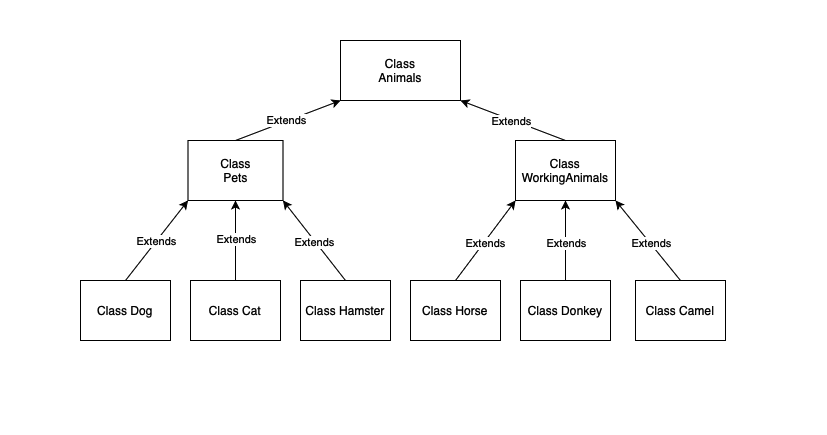 Class
Animals
Extends
Extends
Class
Pets
Class
WorkingAnimals
Extends
Extends
Extends
Extends
Extends
Extends
Class Dog
Class Cat
Class Hamster
Class Horse
Class Donkey
Class Camel